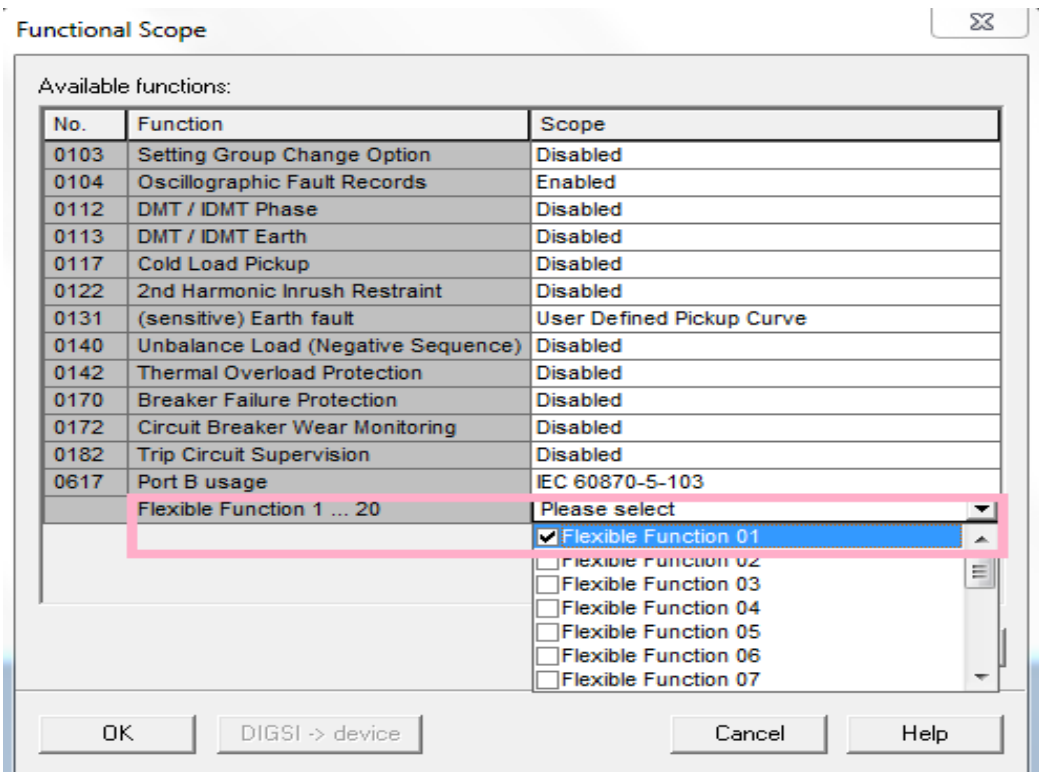 Functional Scope
Available functions:
No. Function Scope
0103 Setting Group Change Option Disabled
0104 Oscillographic Fault Records Enabled
0112 DMT / IDMT Phase Disabled
0113 DMT / IDMT Earth Disabled
0117 Cold Load Pickup Disabled
0122 2nd Harmonic Inrush Restraint Disabled
0131 (sensitive) Earth fault User Defined Pickup Curve
0140 Unbalance Load (Negative Sequence) Disabled
0142 Thermal Overload Protection Disabled
0170 Breaker Failure Protection Disabled
0172 Circuit Breaker Wear Monitoring Disabled
0182 Trip Circuit Supervision Disabled
0617 Port B usage IEC 60870-5-103
Flexible Function 1 ... 20 Please select
Flexible Function 01
Flexible Function 02
Flexible Function 03
Flexible Function 04
Flexible Function 05
Flexible Function 06
Flexible Function 07
OK DIGSI -> device Cancel Help